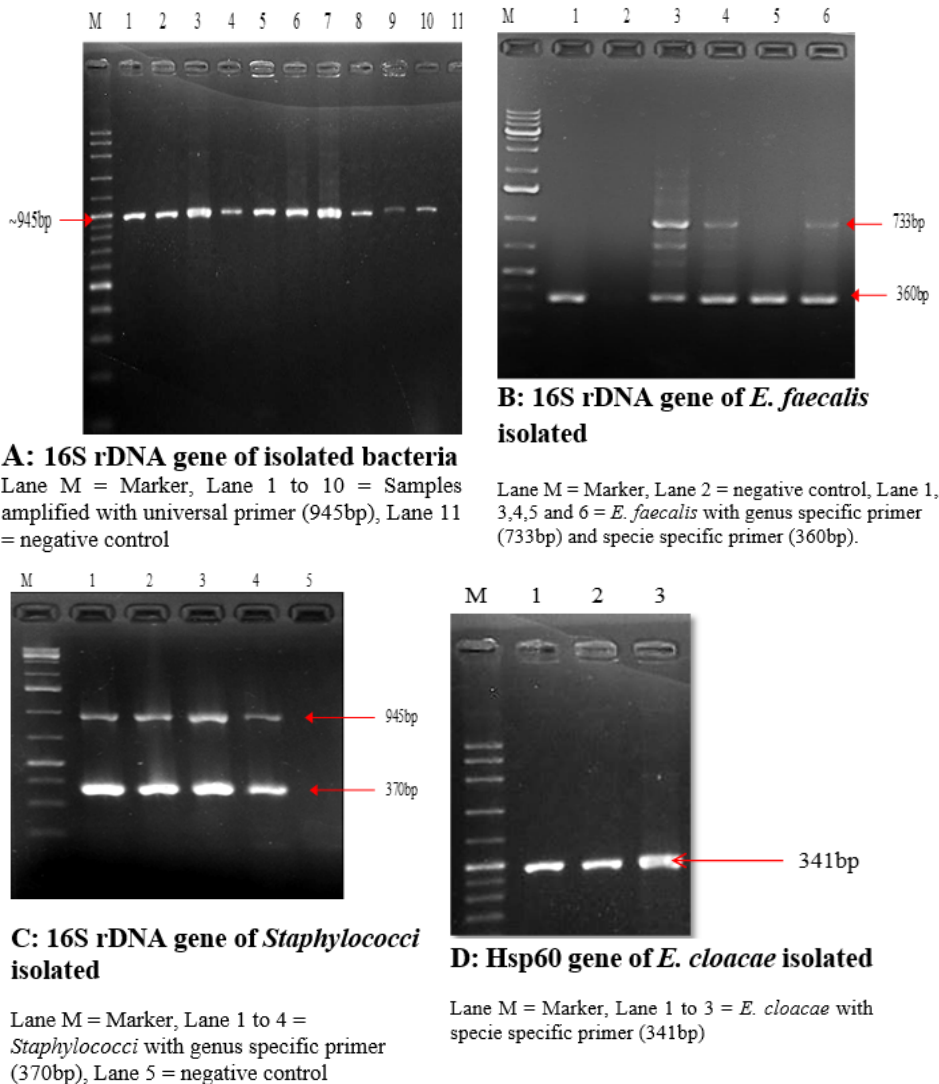 M 1 2 3 4 5 6 7 8 9 10 11
~945bp
A: 16S rDNA gene of isolated bacteria
Lane M = Marker, Lane 1 to 10 = Samples
amplified with universal primer (945bp), Lane 11
= negative control
M 1 2 3 4 5 6
733bp
360bp
B: 16S rDNA gene of E. faecalis
isolated
Lane M = Marker, Lane 2 = negative control, Lane 1,
3,4,5 and 6 = E. faecalis with genus specific primer
(733bp) and specie specific primer (360bp).
M 1 2 3 4 5
945bp
370bp
C: 16S rDNA gene of Staphylococci
isolated
Lane M = Marker, Lane 1 to 4 =
Staphylococci with genus specific primer
(370bp), Lane 5 = negative control
M 1 2 3
341bp
D: Hsp60 gene of E. cloacae isolated
Lane M = Marker, Lane 1 to 3 = E. cloacae with
specie specific primer (341bp)